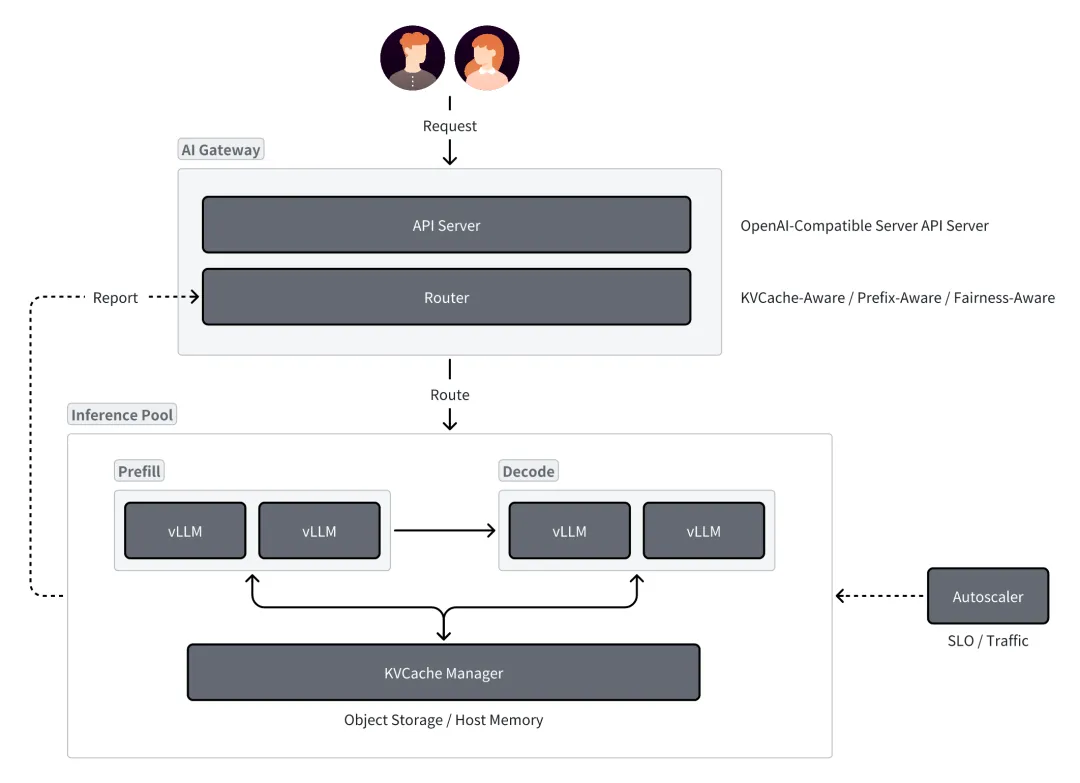 Request
AI Gateway
API Server
OpenAI-Compatible Server API Server
Report
Router
KVCache-Aware / Prefix-Aware / Fairness-Aware
Route
Inference Pool
Prefill
Decode
vLLM
vLLM
vLLM
vLLM
Autoscaler
SLO / Traffic
KVCache Manager
Object Storage / Host Memory